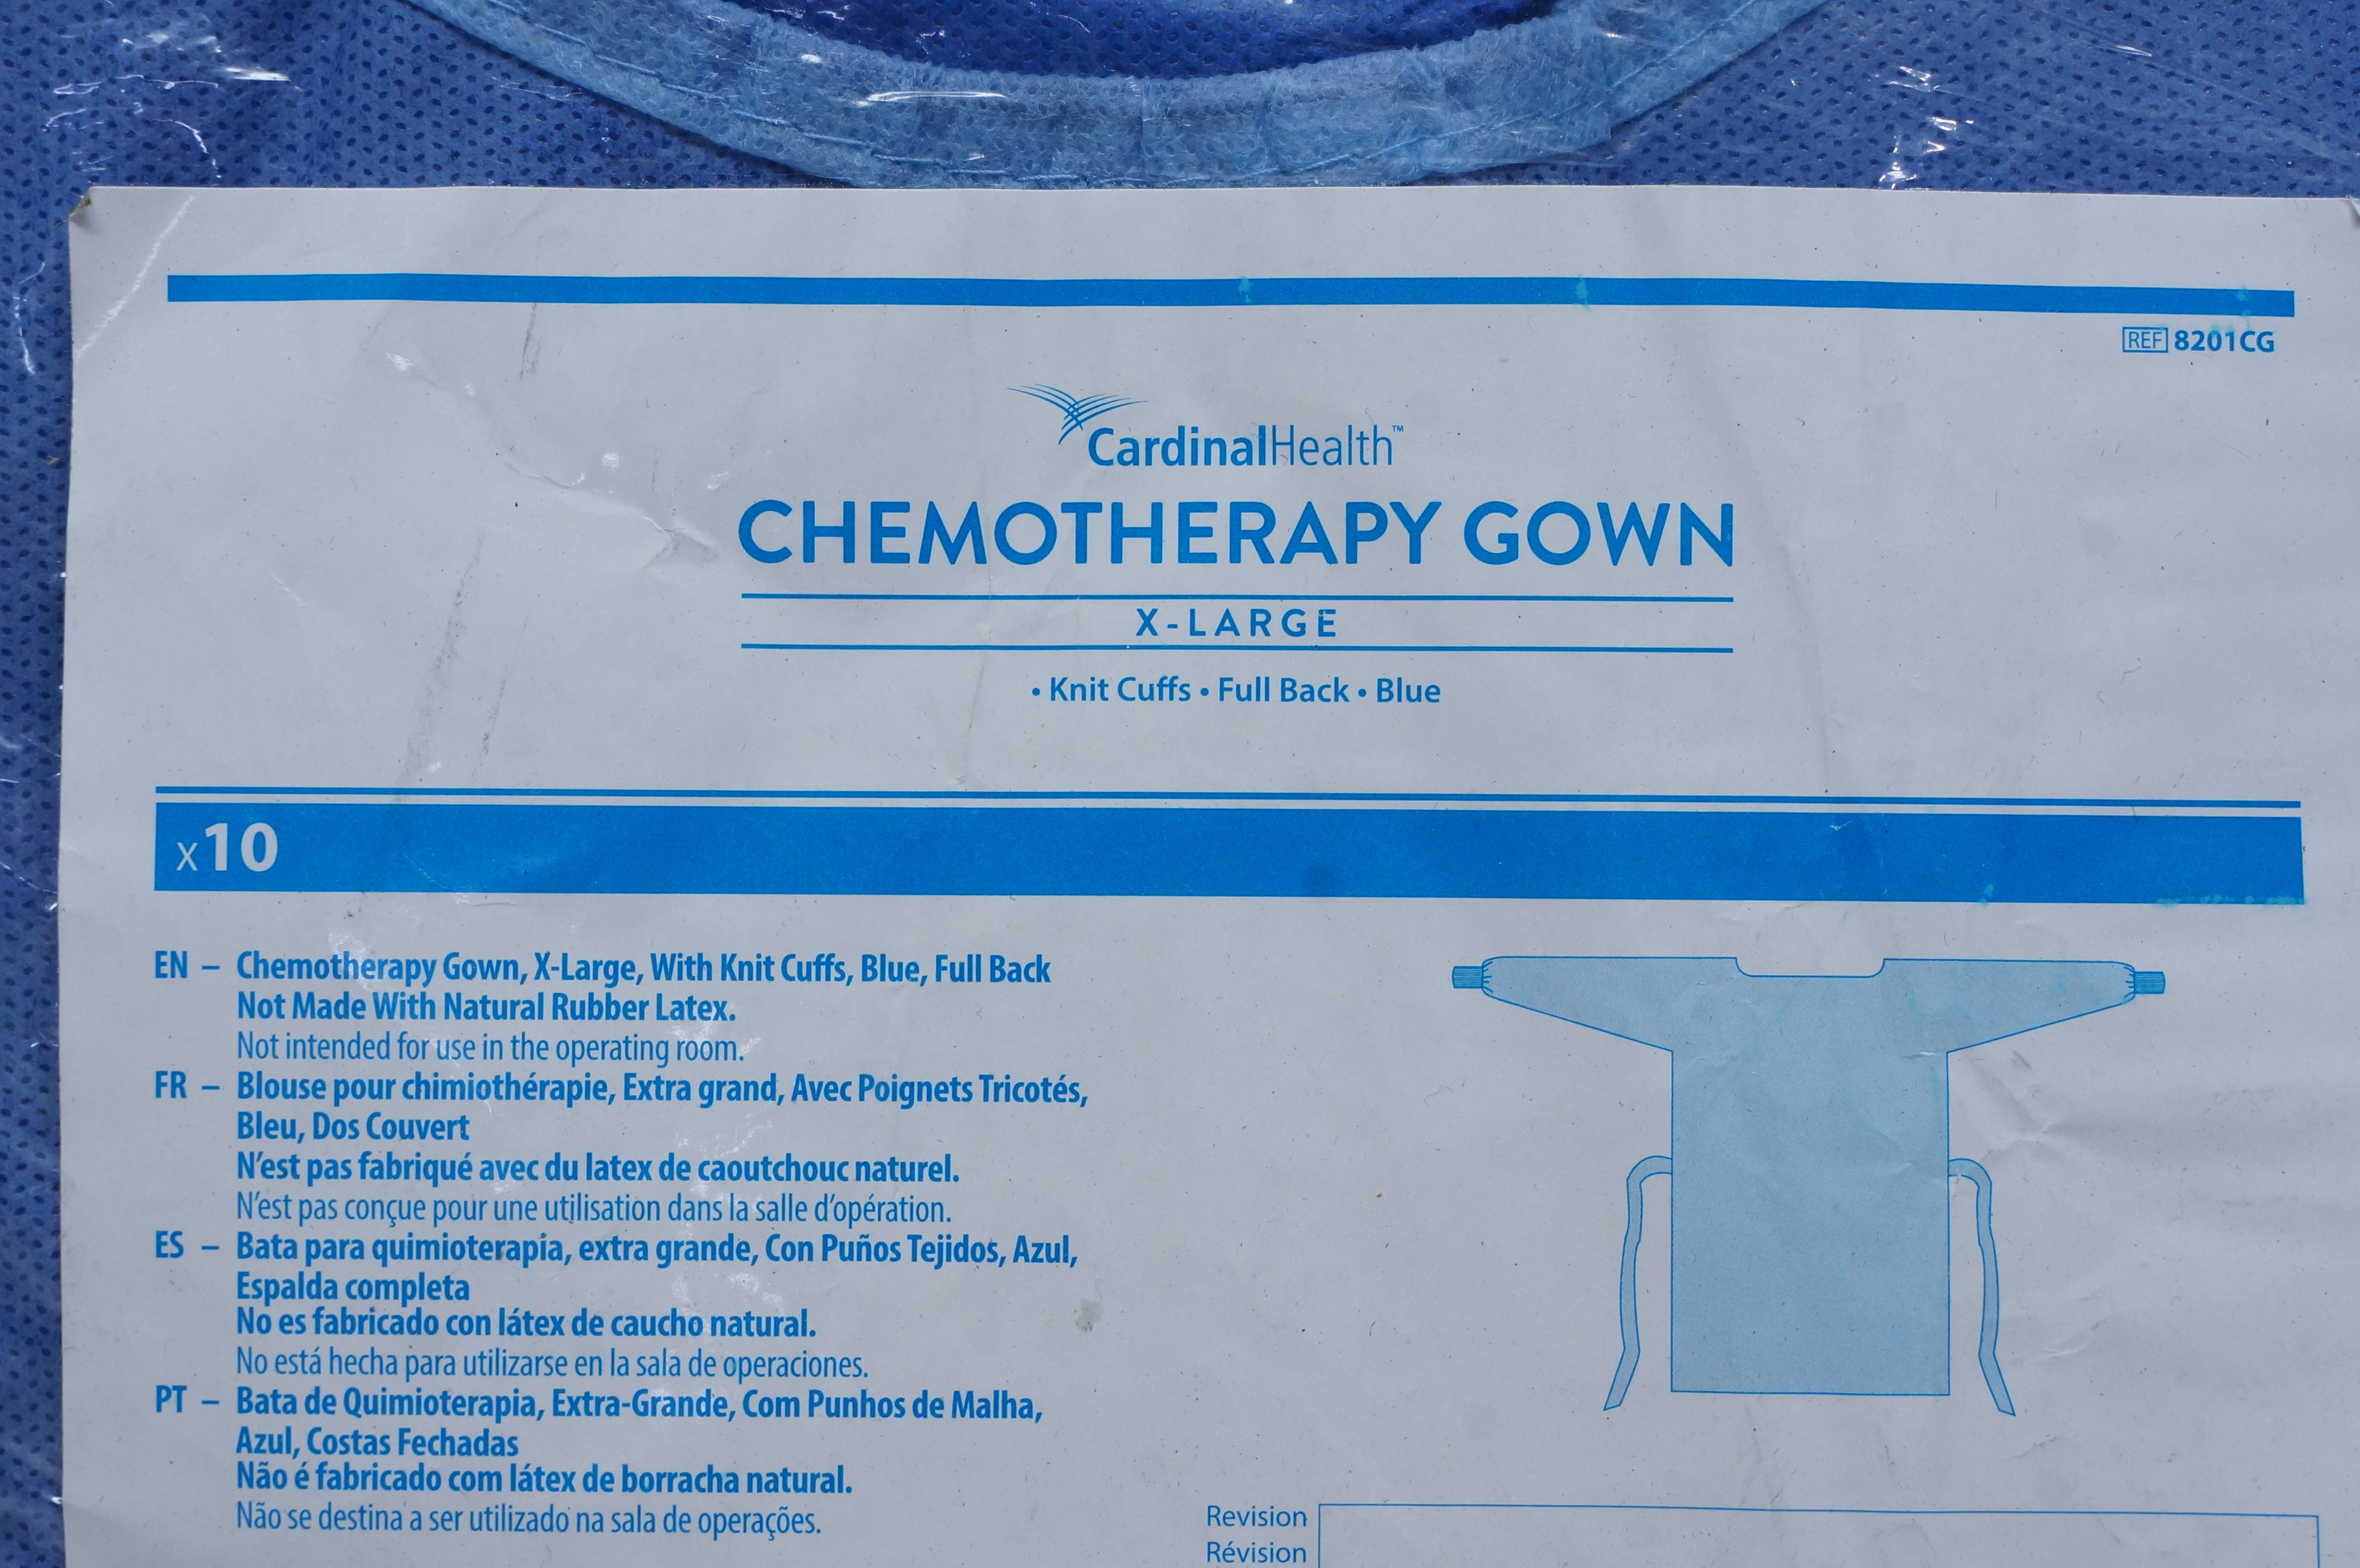 REF 8201CG
CardinalHealth™
CHEMOTHERAPY GOWN
X-LARGE
• Knit Cuffs • Full Back • Blue
x10
EN – Chemotherapy Gown, X-Large, With Knit Cuffs, Blue, Full Back
Not Made With Natural Rubber Latex.
Not intended for use in the operating room.
FR – Blouse pour chimiothérapie, Extra grand, Avec Poignets Tricotés,
Bleu, Dos Couvert
N’est pas fabriqué avec du latex de caoutchouc naturel.
N’est pas conçue pour une utilisation dans la salle d’opération.
ES – Bata para quimioterapia, extra grande, Con Puños Tejidos, Azul,
Espalda completa
No es fabricado con látex de caucho natural.
No está hecha para utilizarse en la sala de operaciones.
PT – Bata de Quimioterapia, Extra-Grande, Com Punhos de Malha,
Azul, Costas Fechadas
Não é fabricado com látex de borracha natural.
Não se destina a ser utilizado na sala de operações.
Revision
Révision